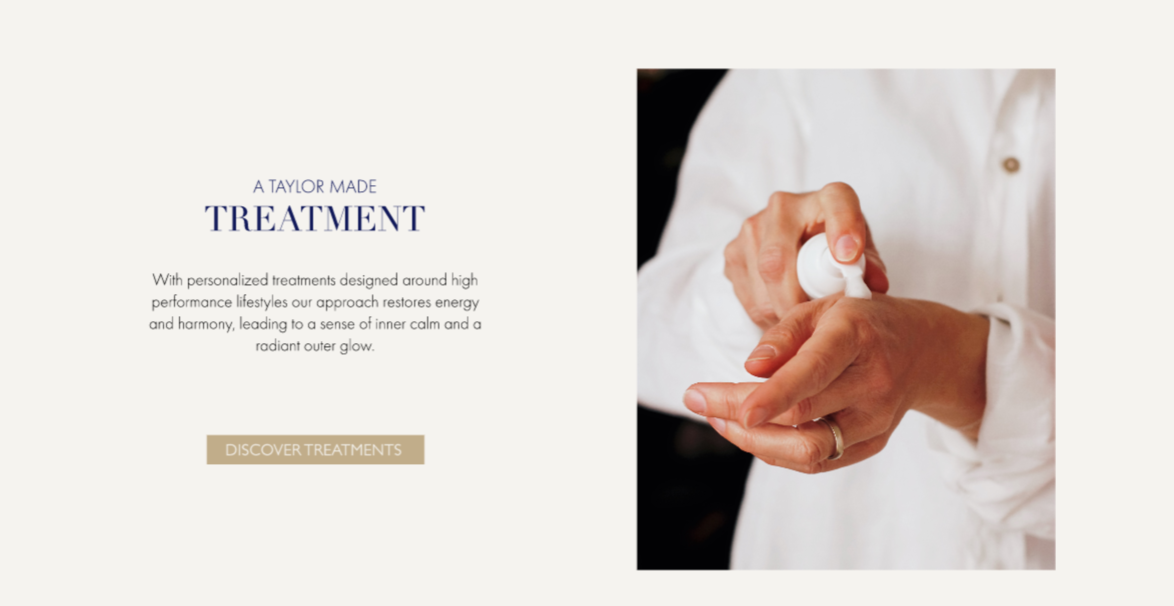 A TAYLOR MADE
TREATMENT
With personalized treatments designed around high
performance lifestyles our approach restores energy
and harmony, leading to a sense of inner calm and a
radiant outer glow.
DISCOVER TREATMENTS